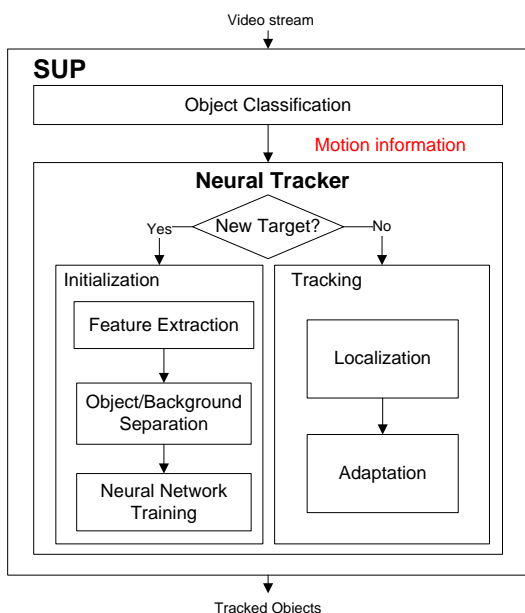 Video stream
SUP
Object Classification
Motion information
Neural Tracker
New Target?
Yes
No
Initialization
Feature Extraction
Object/Background
Separation
Neural Network
Training
Tracking
Localization
Adaptation
Tracked Objects